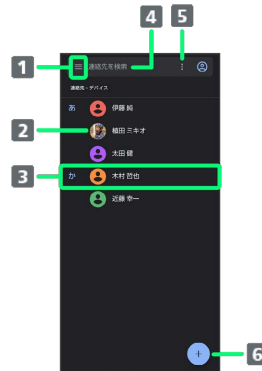 4 5
1 連絡先を検索
連絡先 - デバイス
あ 伊藤 純
2 植田 ミキオ
太田 健
3 か 木村 哲也
近藤 幸一
6